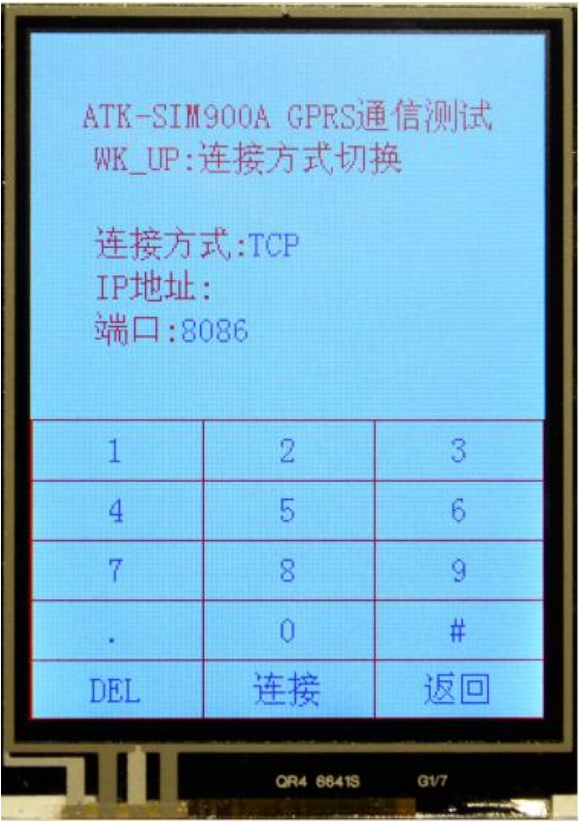 ATK-SIM900A GPRS通信测试
WK_UP:连接方式切换
连接方式:TCP
IP地址:
端口:8086
1 2 3
4 5 6
7 8 9
. 0 #
DEL 连接 返回
QR4 6641S G1/7